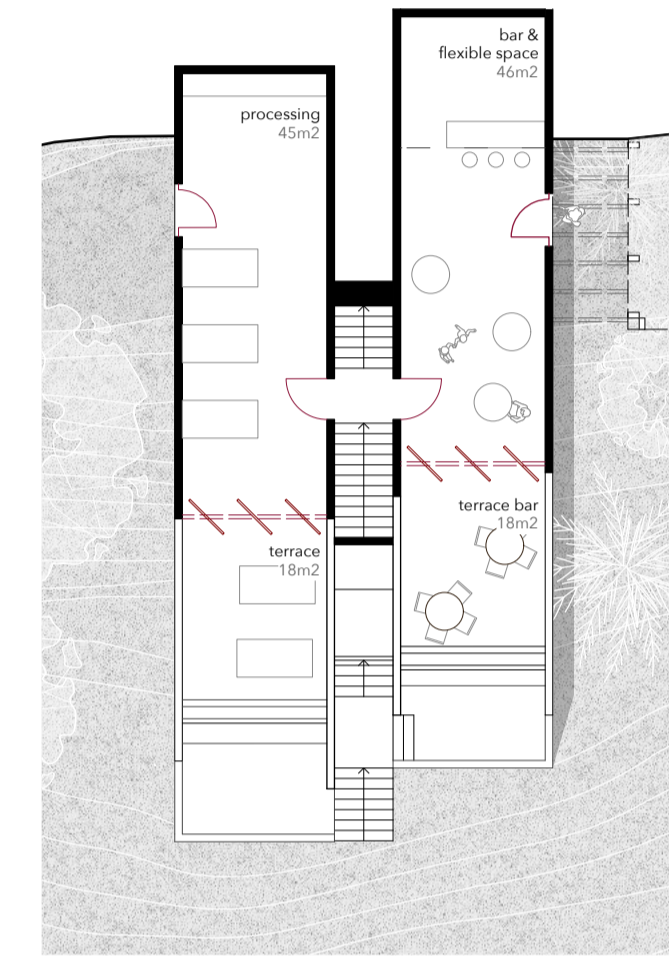 bar &
flexible space
46m2
processing
45m2
terrace bar
18m2
terrace
18m2